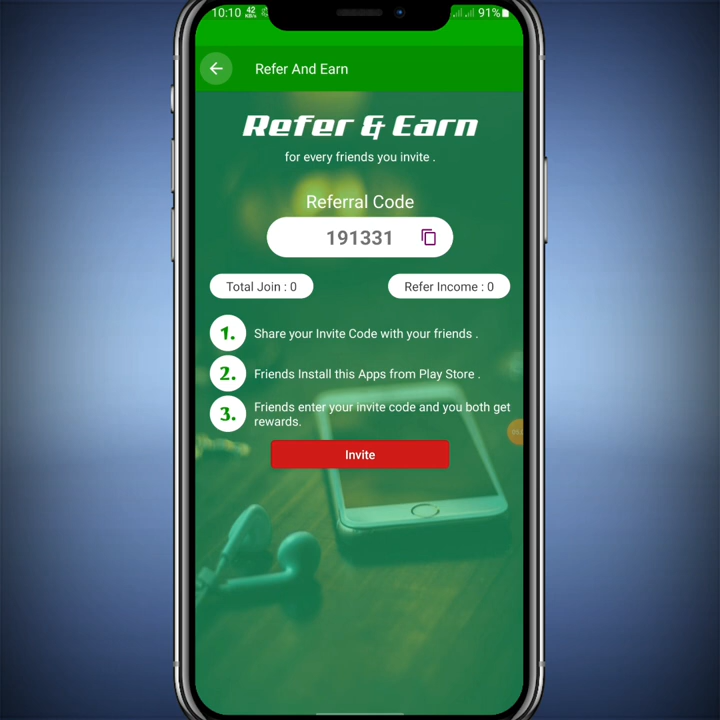 10:10 42 KB/s 91%
Refer And Earn
Refer & Earn
for every friends you invite .
Referral Code
191331
Total Join : 0 Refer Income : 0
1. Share your Invite Code with your friends .
2. Friends Install this Apps from Play Store .
3. Friends enter your invite code and you both get
rewards.
Invite